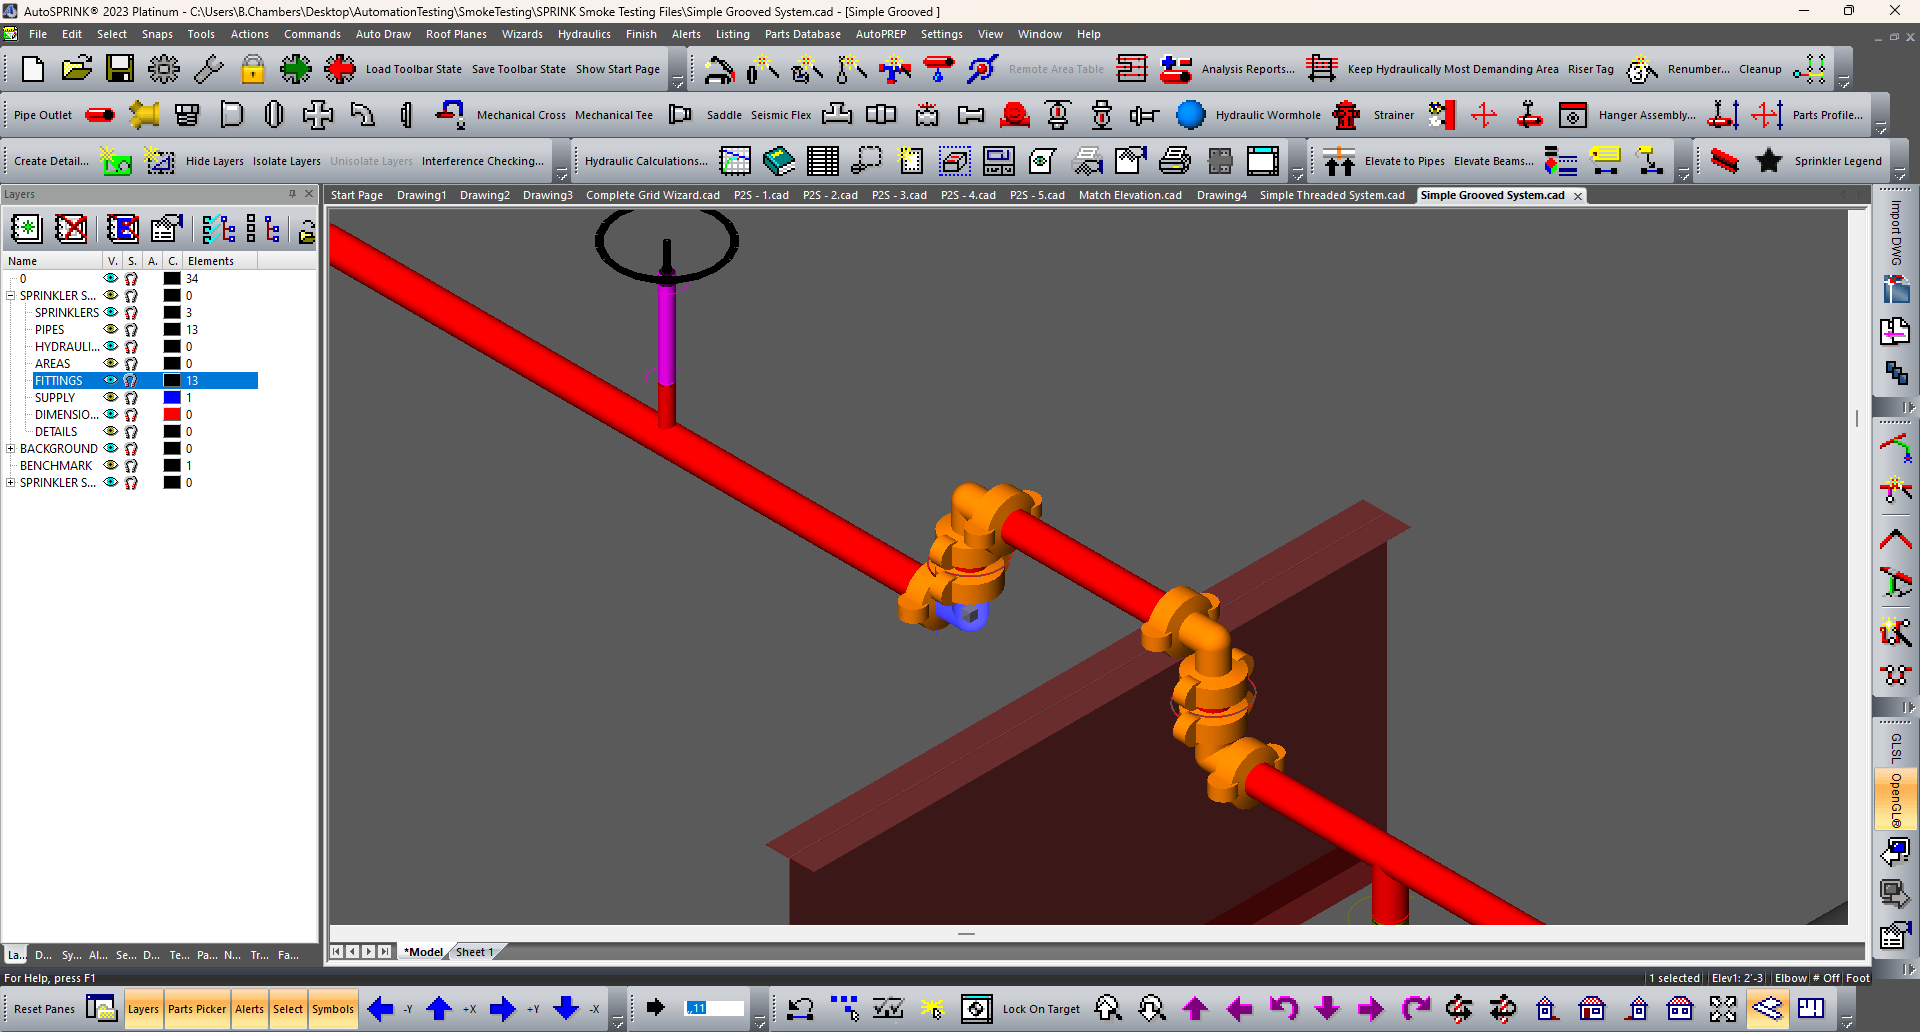 AutoSPRINK® 2023 Platinum - C:\Users\B.Chambers\Desktop\AutomationTesting\SmokeTesting\SPRINK Smoke Testing Files\Simple Grooved System.cad - [Simple Grooved ]
File Edit Select Snaps Tools Actions Commands Auto Draw Roof Planes Wizards Hydraulics Finish Alerts Listing Parts Database AutoPREP Settings View Window Help
Load Toolbar State Save Toolbar State Show Start Page Remote Area Table Analysis Reports... Keep Hydraulically Most Demanding Area Riser Tag Renumber... Cleanup
Pipe Outlet Mechanical Cross Mechanical Tee Saddle Seismic Flex Hydraulic Wormhole Strainer Hanger Assembly... Parts Profile...
Create Detail... Hide Layers Isolate Layers Unisolate Layers Interference Checking... Hydraulic Calculations... Elevate to Pipes Elevate Beams... Sprinkler Legend
Layers
Start Page Drawing1 Drawing2 Drawing3 Complete Grid Wizard.cad P2S - 1.cad P2S - 2.cad P2S - 3.cad P2S - 4.cad P2S - 5.cad Match Elevation.cad Drawing4 Simple Threaded System.cad Simple Grooved System.cad
Name V. S. A. C. Elements
0 34
SPRINKLER S... 0
SPRINKLERS 3
PIPES 13
HYDRAULI... 0
AREAS 0
FITTINGS 13
SUPPLY 1
DIMENSIO... 0
DETAILS 0
BACKGROUND 0
BENCHMARK 1
SPRINKLER S... 0
Import DWG
GLSL
OpenGL®
La... D... Sy... Al... Se... D... Te... Pa... N... Tr... Fa...
*Model Sheet 1
For Help, press F1
1 selected Elev1: 2'-3 Elbow # Off Foot
Reset Panes Layers Parts Picker Alerts Select Symbols -Y +X +Y -X ,,11 Lock On Target